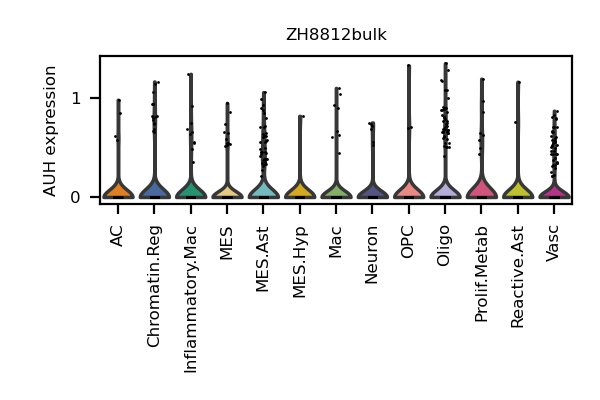 ZH8812bulk
AUH expression
1
0
AC
Chromatin.Reg
Inflammatory.Mac
MES
MES.Ast
MES.Hyp
Mac
Neuron
OPC
Oligo
Prolif.Metab
Reactive.Ast
Vasc